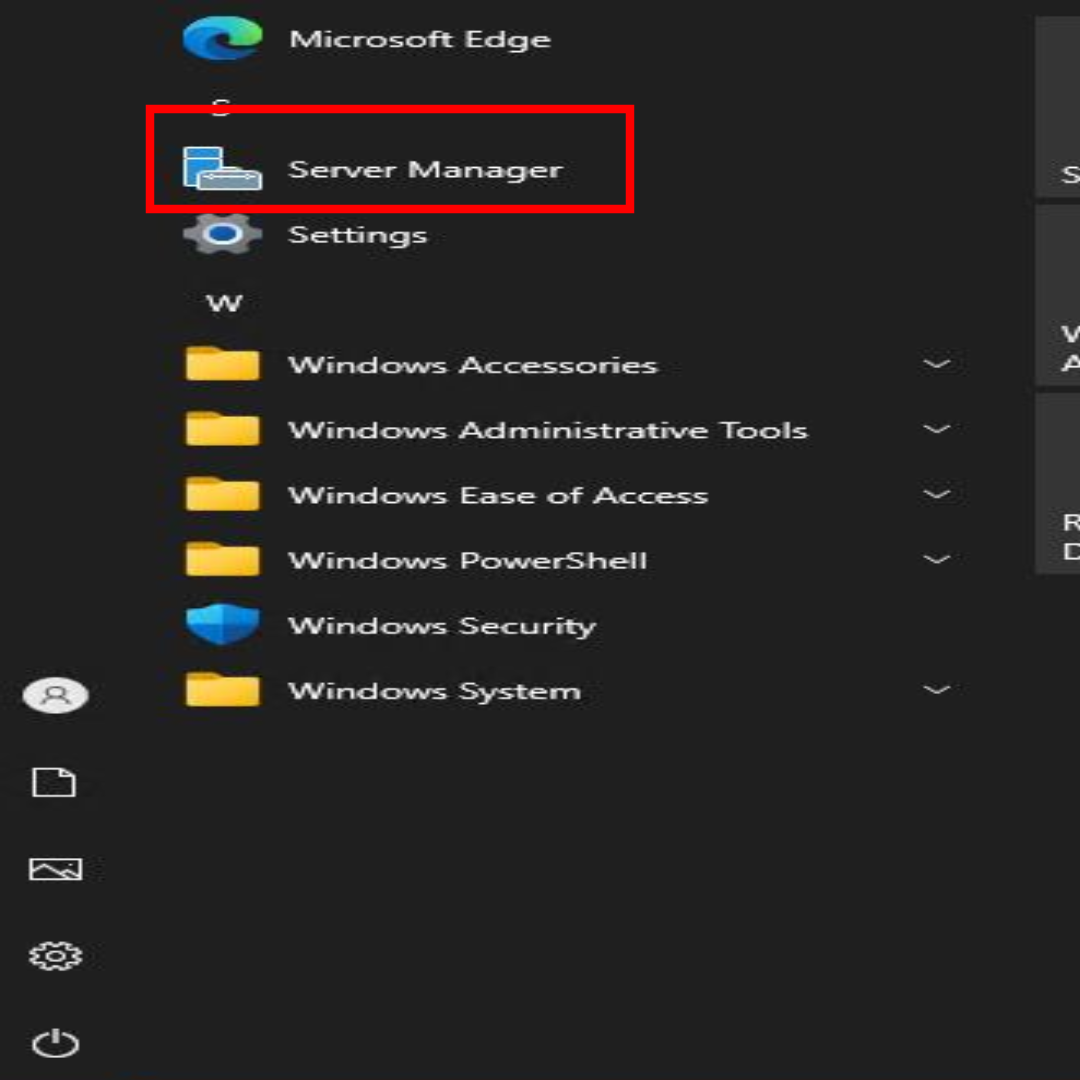 Microsoft Edge
S
Server Manager
Settings
W
Windows Accessories
Windows Administrative Tools
Windows Ease of Access
Windows PowerShell
Windows Security
Windows System